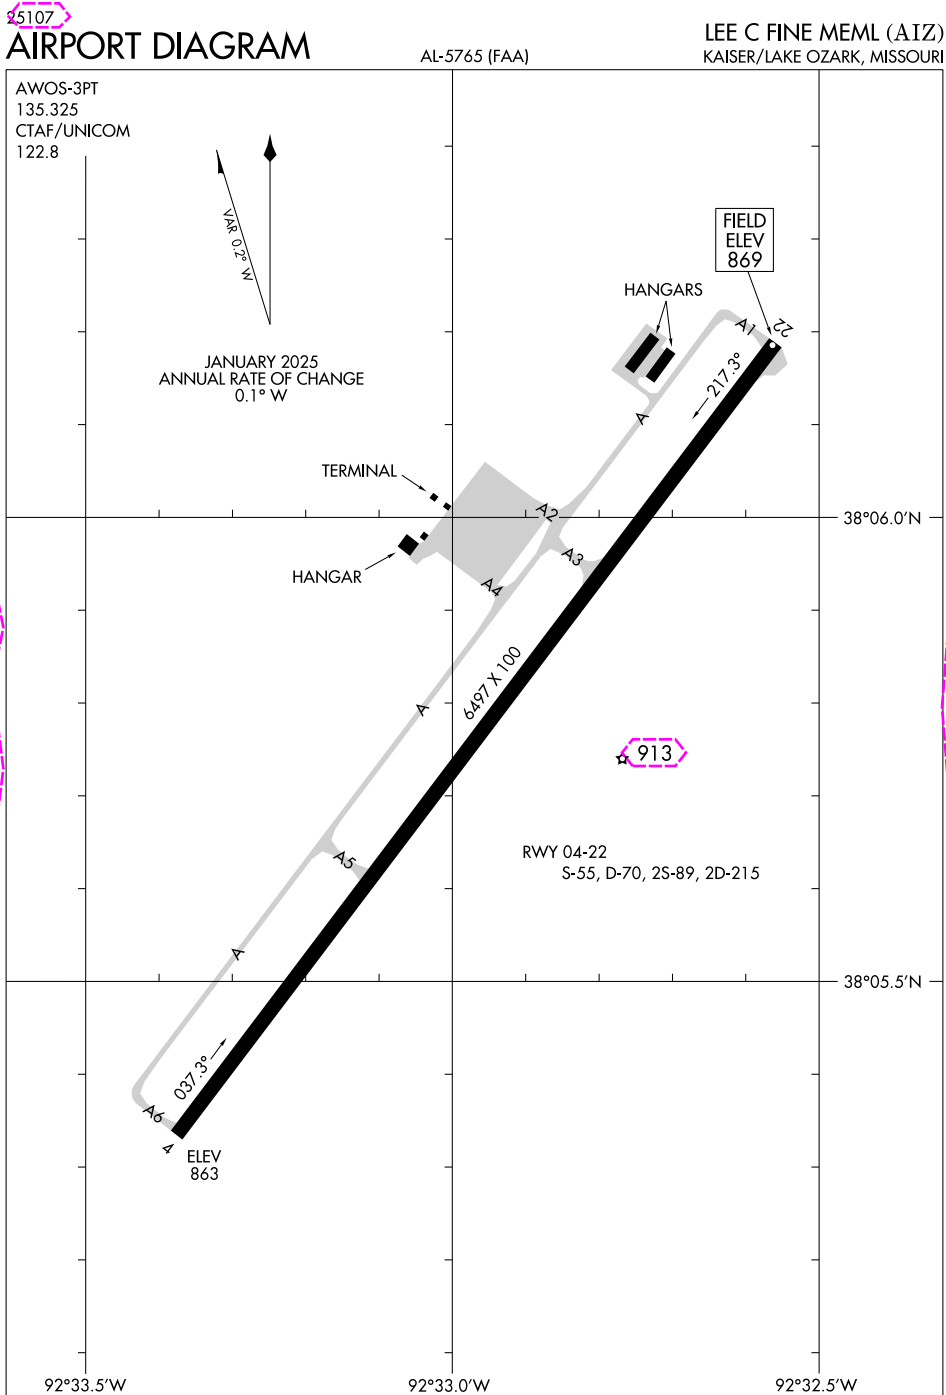 25107
AIRPORT DIAGRAM
AL-5765 (FAA)
LEE C FINE MEML (AIZ)
KAISER/LAKE OZARK, MISSOURI
AWOS-3PT
135.325
CTAF/UNICOM
122.8
VAR 0.2° W
JANUARY 2025
ANNUAL RATE OF CHANGE
0.1° W
FIELD
ELEV
869
HANGARS
A1
22
217.3°
A
TERMINAL
A2
38°06.0'N
A3
HANGAR
A4
6497 X 100
A
913
RWY 04-22
S-55, D-70, 2S-89, 2D-215
A5
A
38°05.5'N
037.3°
A6
4
ELEV
863
92°33.5'W
92°33.0'W
92°32.5'W